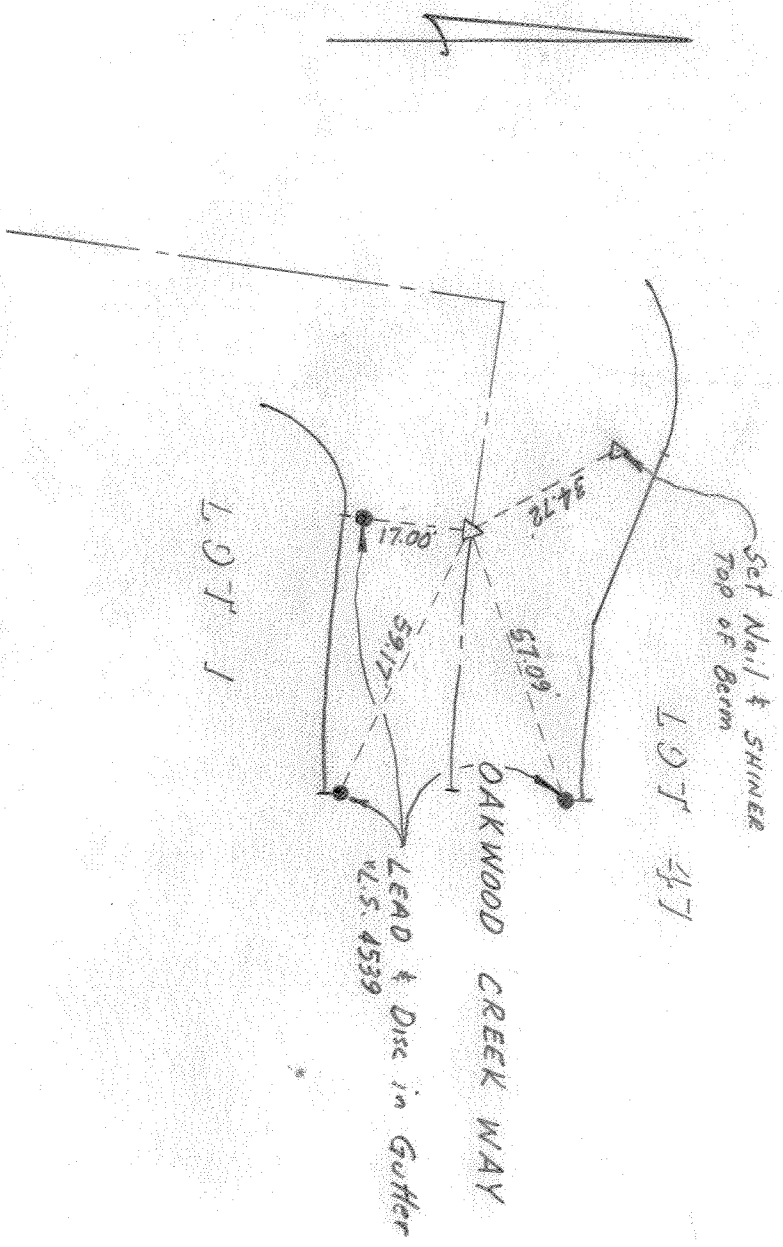 Set Nail & SHINER
TOP OF Berm
LOT 47
34.72'
57.09'
17.00'
59.17'
OAKWOOD CREEK WAY
LEAD & Disc in Gutter
"L.S. 4539
LOT 1